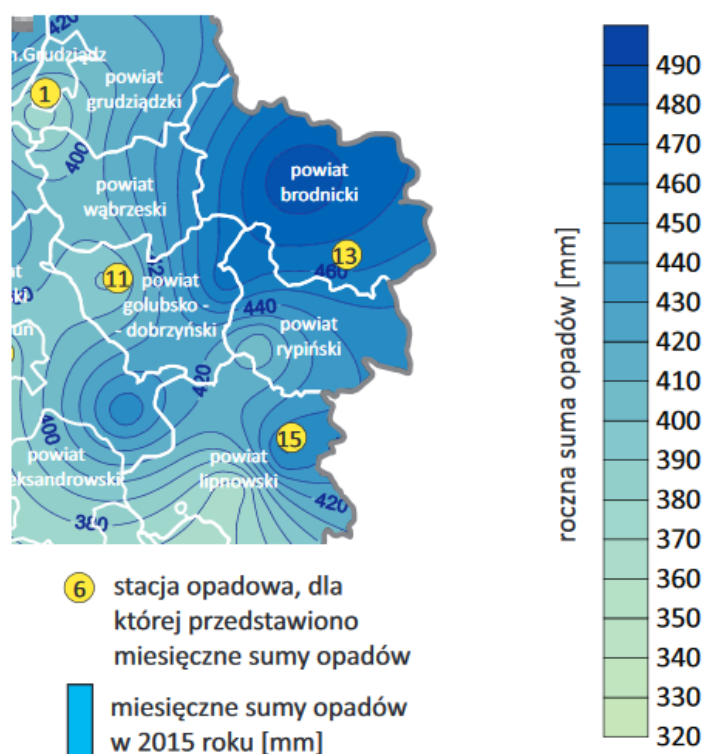 420
m.Grudziądz
powiat
grudziądzki
1
400
powiat
wąbrzeski
powiat
brodnicki
13
460
11
powiat
golubsko -
- dobrzyński
440
powiat
rypiński
420
400
15
powiat
powiat
lipnowski
420
380
490
480
470
460
450
440
430
420
410
400
390
380
370
360
350
340
330
320
roczna suma opadów [mm]
6
stacja opadowa, dla
której przedstawiono
miesięczne sumy opadów
miesięczne sumy opadów
w 2015 roku [mm]